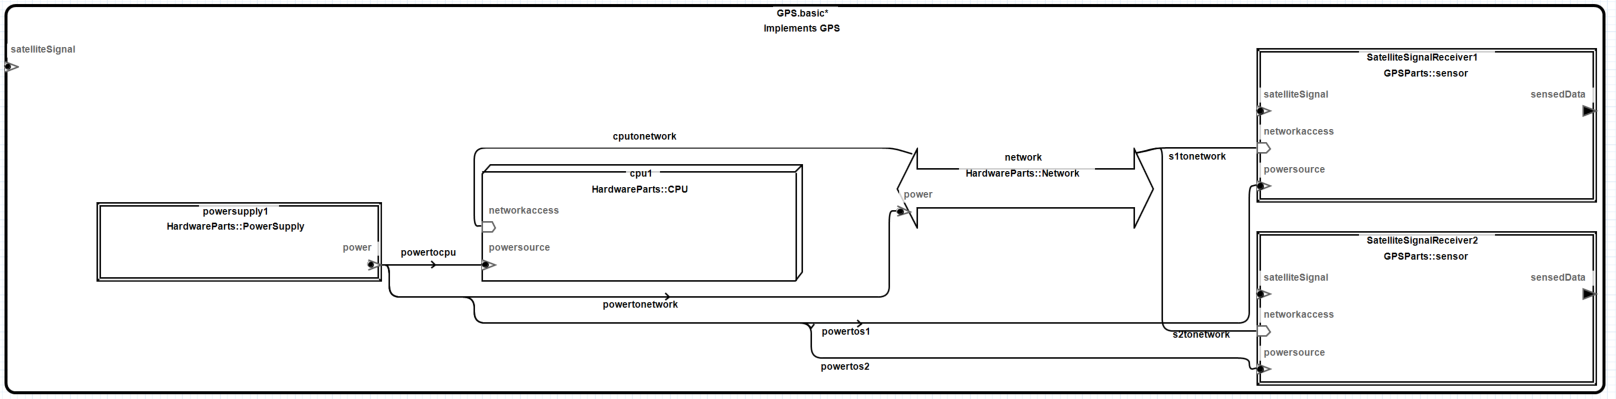 GPS.basic*
Implements GPS
satelliteSignal
SatelliteSignalReceiver1
GPSParts::sensor
satelliteSignal
sensedData
networkaccess
powersource
cputonetwork
network
HardwareParts::Network
power
s1tonetwork
cpu1
HardwareParts::CPU
networkaccess
powersource
powersupply1
HardwareParts::PowerSupply
power
powertocpu
powertonetwork
powertos1
powertos2
s2tonetwork
SatelliteSignalReceiver2
GPSParts::sensor
satelliteSignal
sensedData
networkaccess
powersource